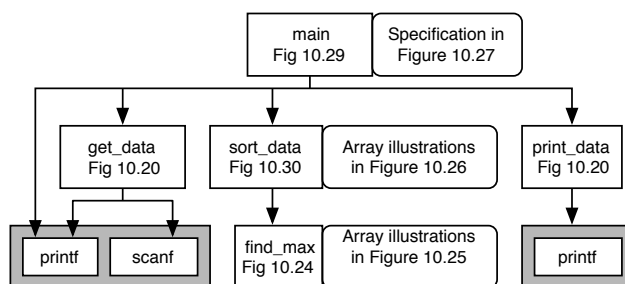 main
Fig 10.29
Specification in
Figure 10.27
get_data
Fig 10.20
sort_data
Fig 10.30
Array illustrations
in Figure 10.26
print_data
Fig 10.20
printf
scanf
find_max
Fig 10.24
Array illustrations
in Figure 10.25
printf